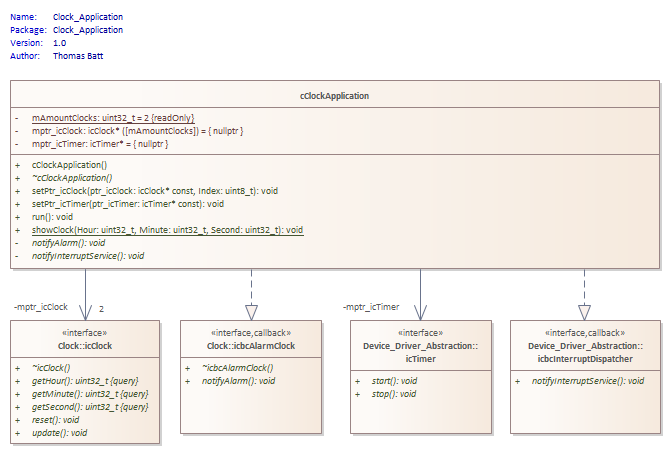 Name: Clock_Application
Package: Clock_Application
Version: 1.0
Author: Thomas Batt
cClockApplication
- mAmountClocks: uint32_t = 2 {readOnly}
- mptr_icClock: icClock* ([mAmountClocks]) = { nullptr }
- mptr_icTimer: icTimer* = { nullptr }
+ cClockApplication()
+ ~cClockApplication()
+ setPtr_icClock(ptr_icClock: icClock* const, Index: uint8_t): void
+ setPtr_icTimer(ptr_icTimer: icTimer* const): void
+ run(): void
+ showClock(Hour: uint32_t, Minute: uint32_t, Second: uint32_t): void
- notifyAlarm(): void
- notifyInterruptService(): void
-mptr_icClock 2
-mptr_icTimer
«interface»
Clock::icClock
+ ~icClock()
+ getHour(): uint32_t {query}
+ getMinute(): uint32_t {query}
+ getSecond(): uint32_t {query}
+ reset(): void
+ update(): void
«interface,callback»
Clock::icbcAlarmClock
+ ~icbcAlarmClock()
+ notifyAlarm(): void
«interface»
Device_Driver_Abstraction::
icTimer
+ start(): void
+ stop(): void
«interface,callback»
Device_Driver_Abstraction::
icbcInterruptDispatcher
+ notifyInterruptService(): void